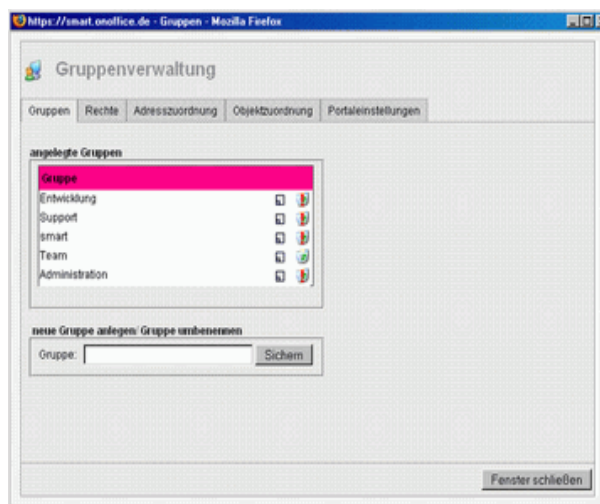 https://smart.onoffice.de - Gruppen - Mozilla Firefox
Gruppenverwaltung
Gruppen Rechte Adresszuordnung Objektzuordnung Portaleinstellungen
angelegte Gruppen
Gruppe
Entwicklung
Support
smart
Team
Administration
neue Gruppe anlegen/ Gruppe umbenennen
Gruppe: Sichern
Fenster schließen